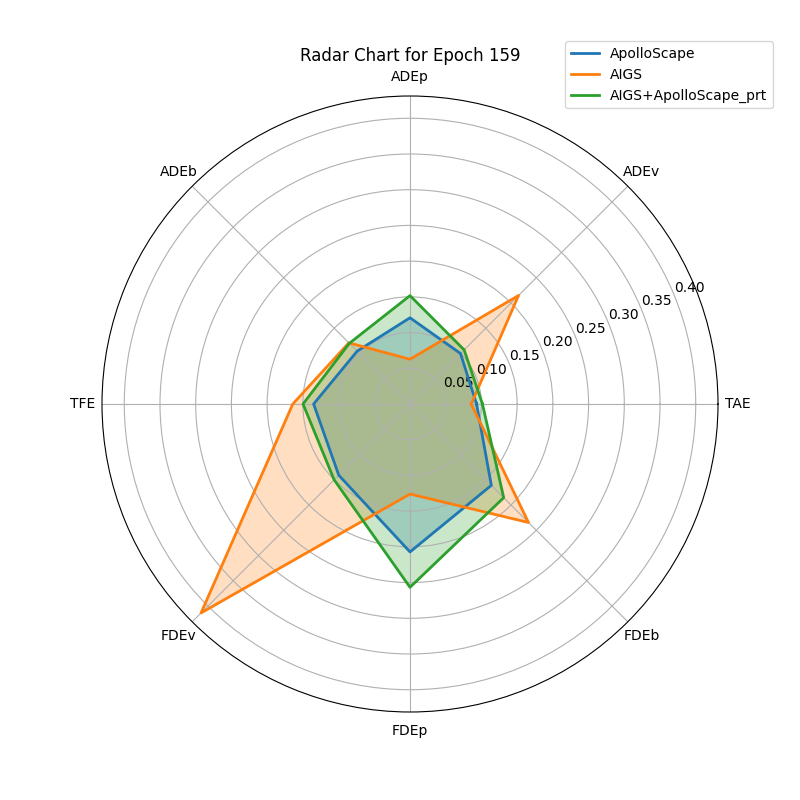 Radar Chart for Epoch 159
ApolloScape
AIGS
AIGS+ApolloScape_prt
ADEp
ADEb
ADEv
0.40
0.35
0.30
0.25
0.20
0.15
0.10
0.05
TFE
TAE
FDEv
FDEb
FDEp